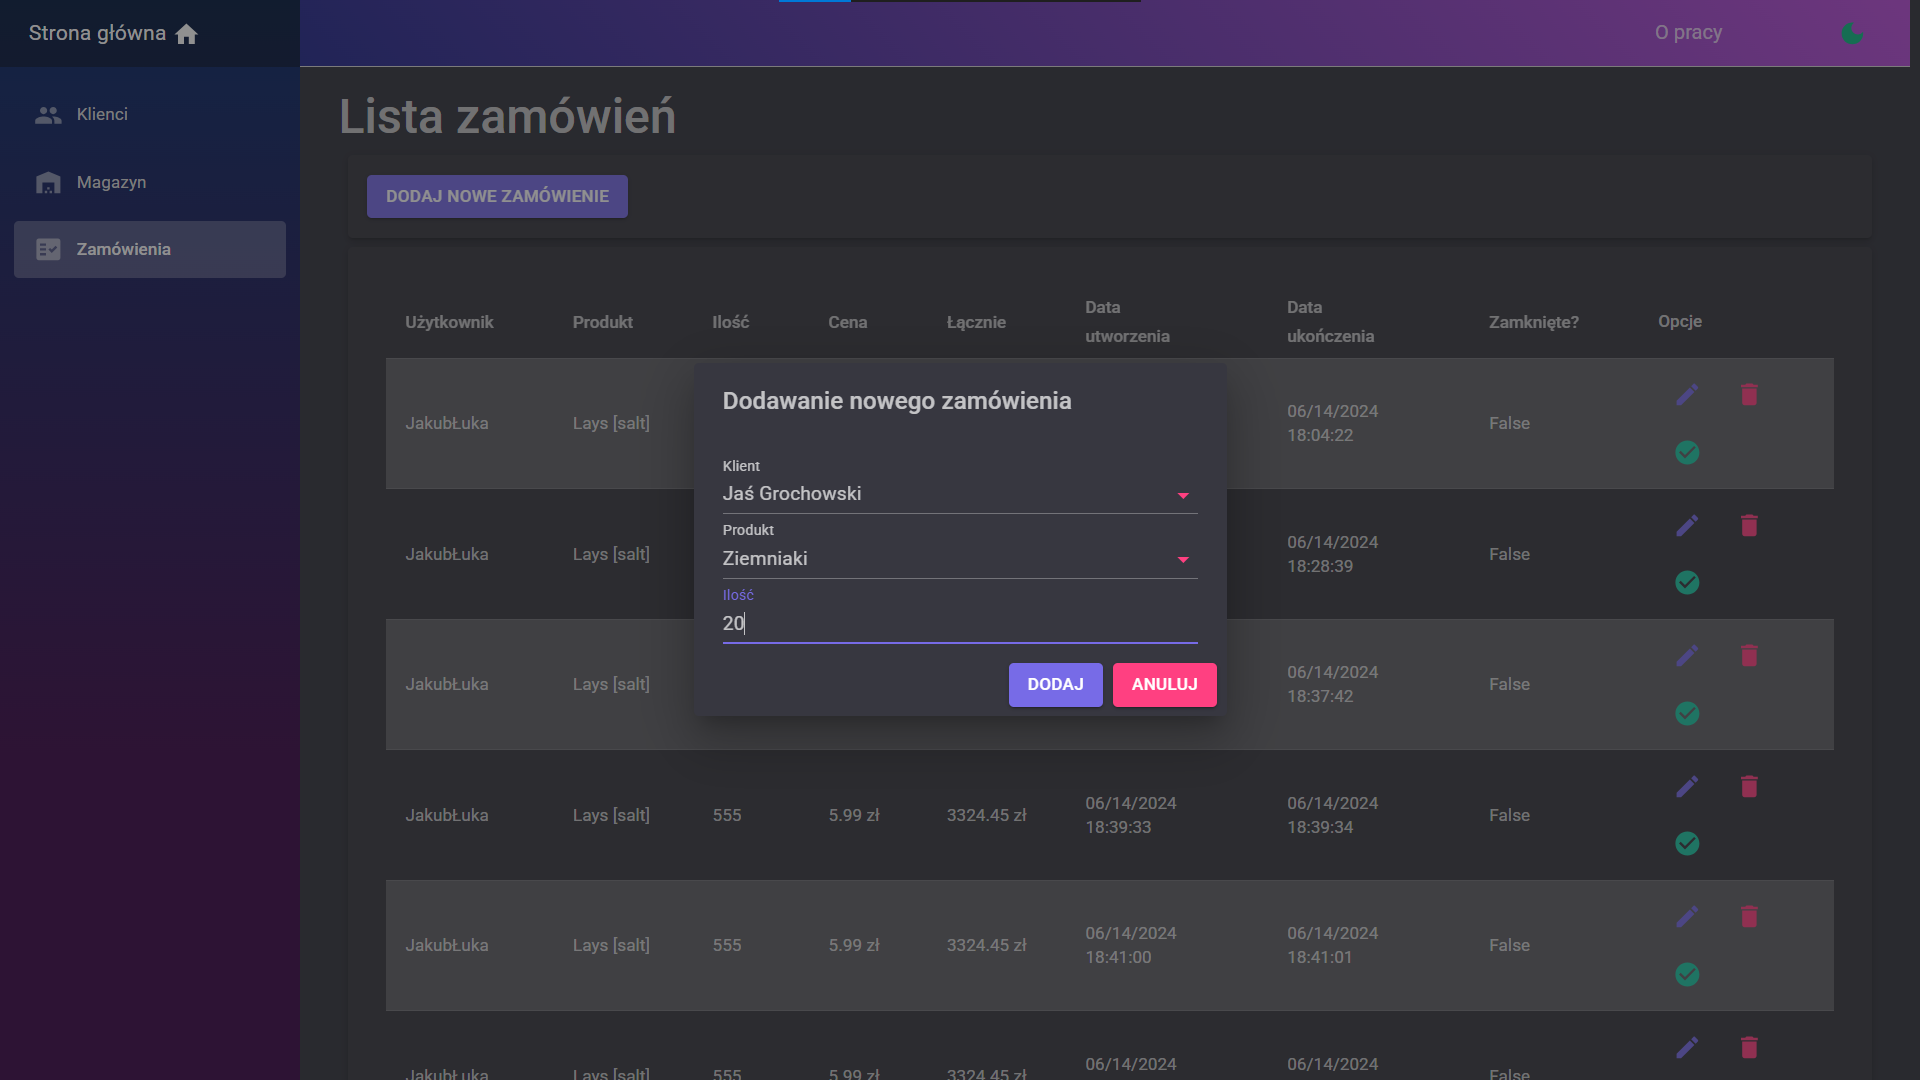 Strona główna
O pracy
Klienci
Magazyn
Zamówienia
Lista zamówień
DODAJ NOWE ZAMÓWIENIE
Użytkownik Produkt Ilość Cena Łącznie Data utworzenia Data ukończenia Zamknięte? Opcje
JakubŁuka Lays [salt] 06/14/2024 18:04:22 False
JakubŁuka Lays [salt] 06/14/2024 18:28:39 False
JakubŁuka Lays [salt] 06/14/2024 18:37:42 False
JakubŁuka Lays [salt] 555 5.99 zł 3324.45 zł 06/14/2024 18:39:33 06/14/2024 18:39:34 False
JakubŁuka Lays [salt] 555 5.99 zł 3324.45 zł 06/14/2024 18:41:00 06/14/2024 18:41:01 False
JakubŁuka Lays [salt] 555 5.99 zł 3324.45 zł 06/14/2024 06/14/2024 False
Dodawanie nowego zamówienia
Klient
Jaś Grochowski
Produkt
Ziemniaki
Ilość
20
DODAJ ANULUJ